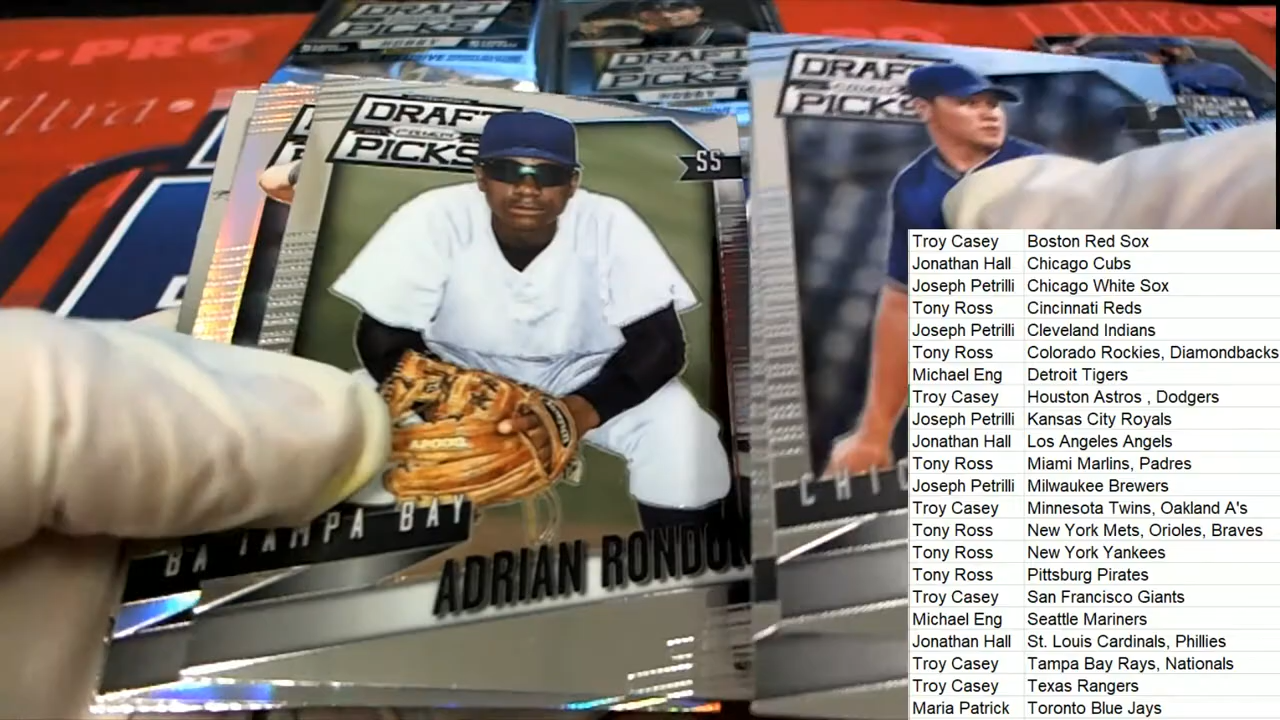 PRO
DRAFT
PICKS
HOBBY
DRAFT
PICKS
HOBBY
Ultra
DRAFT
PANINI PRIZM
PICKS
SS
TAMPA BAY
ADRIAN RONDON
BA
DRAFT
PICKS
CHIC
Troy Casey Boston Red Sox
Jonathan Hall Chicago Cubs
Joseph Petrilli Chicago White Sox
Tony Ross Cincinnati Reds
Joseph Petrilli Cleveland Indians
Tony Ross Colorado Rockies, Diamondbacks
Michael Eng Detroit Tigers
Troy Casey Houston Astros , Dodgers
Joseph Petrilli Kansas City Royals
Jonathan Hall Los Angeles Angels
Tony Ross Miami Marlins, Padres
Joseph Petrilli Milwaukee Brewers
Troy Casey Minnesota Twins, Oakland A's
Tony Ross New York Mets, Orioles, Braves
Tony Ross New York Yankees
Tony Ross Pittsburg Pirates
Troy Casey San Francisco Giants
Michael Eng Seattle Mariners
Jonathan Hall St. Louis Cardinals, Phillies
Troy Casey Tampa Bay Rays, Nationals
Troy Casey Texas Rangers
Maria Patrick Toronto Blue Jays